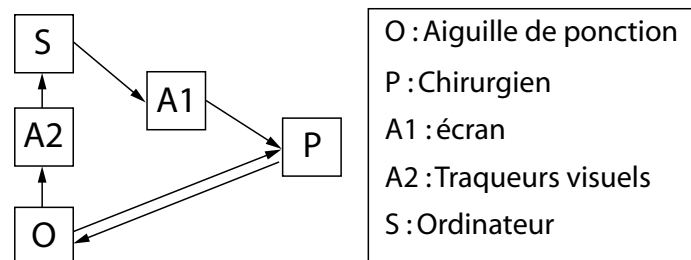 S
A1
A2
P
O
O : Aiguille de ponction
P : Chirurgien
A1 : écran
A2 : Traqueurs visuels
S : Ordinateur